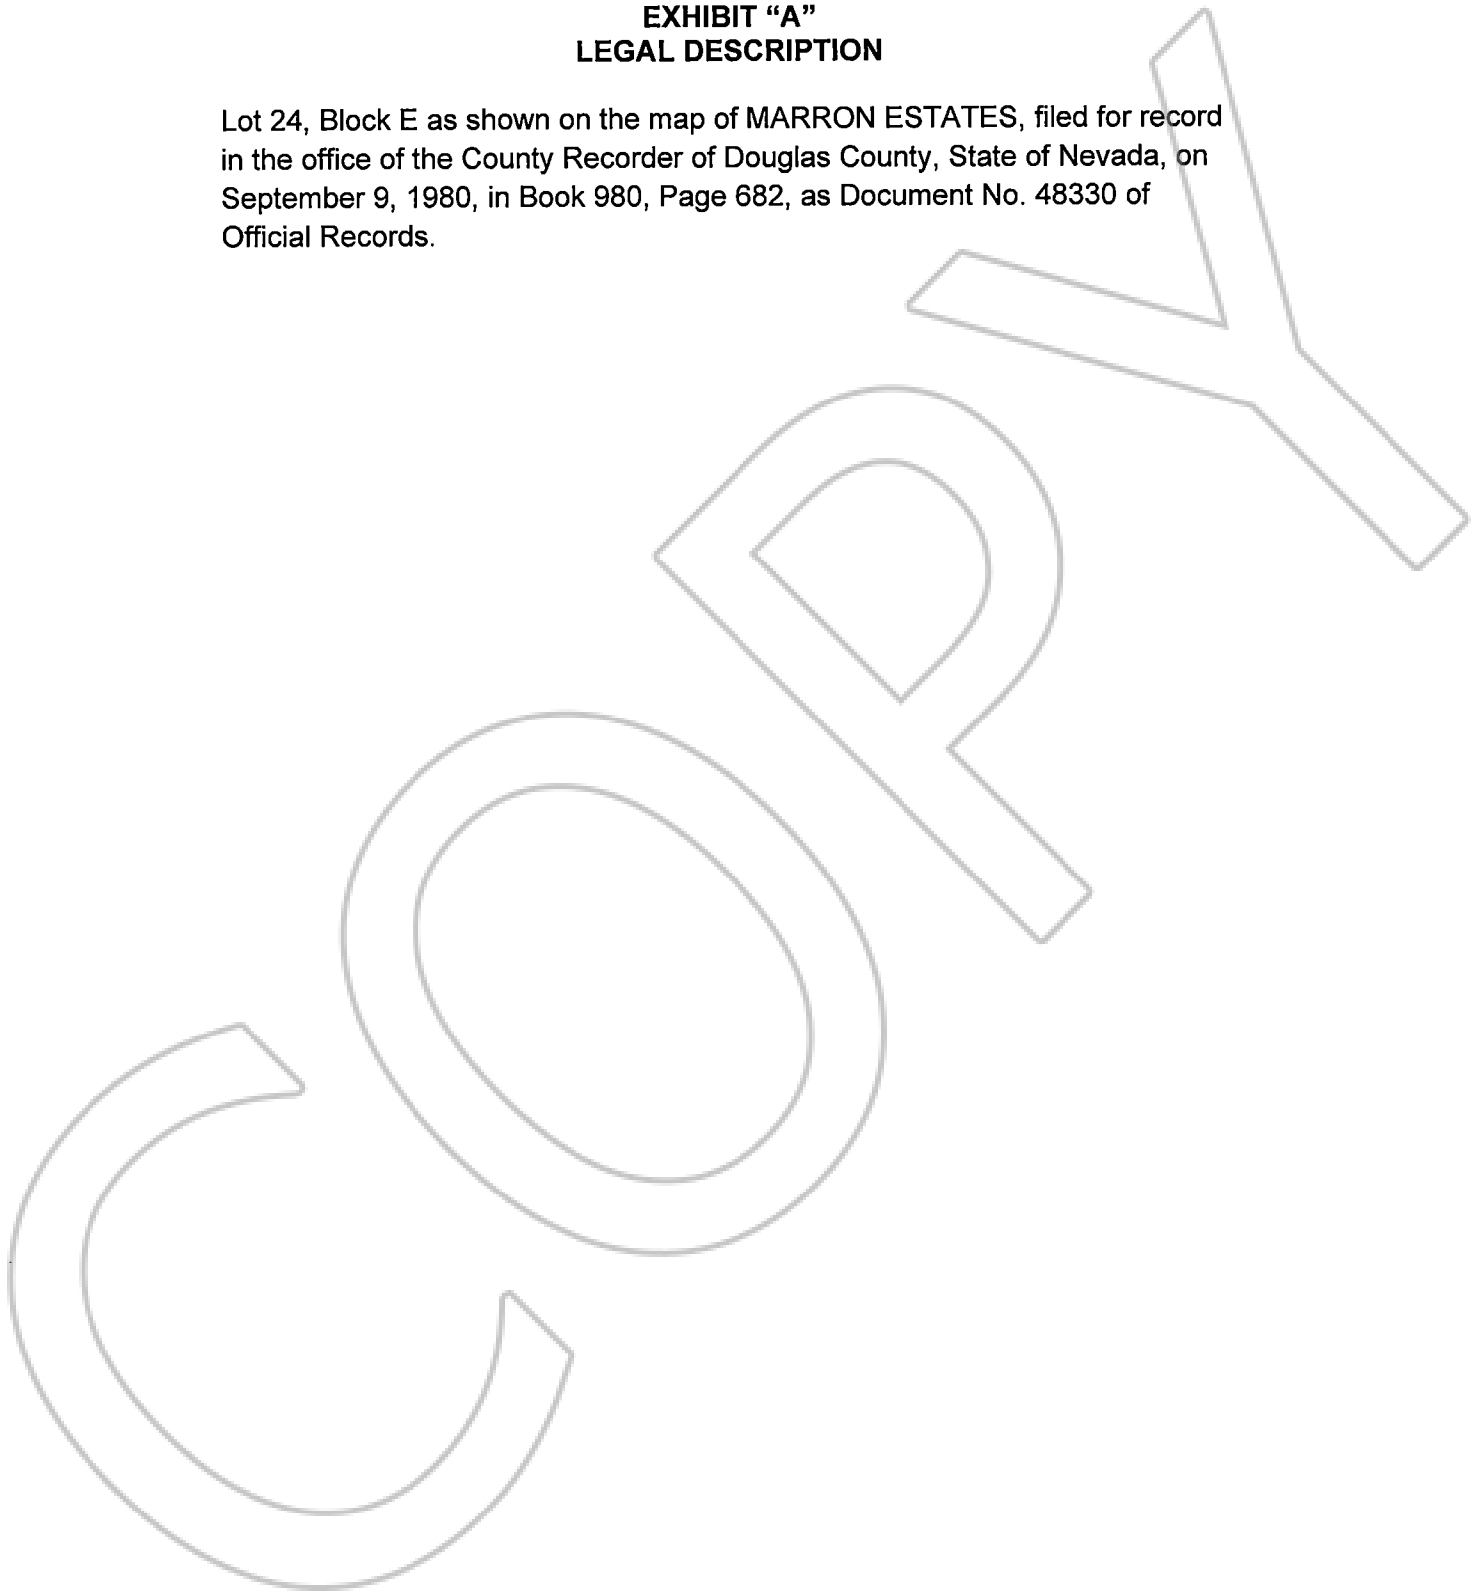 EXHIBIT “A”
LEGAL DESCRIPTION
Lot 24, Block E as shown on the map of MARRON ESTATES, filed for record
in the office of the County Recorder of Douglas County, State of Nevada, on
September 9, 1980, in Book 980, Page 682, as Document No. 48330 of
Official Records.
COPY